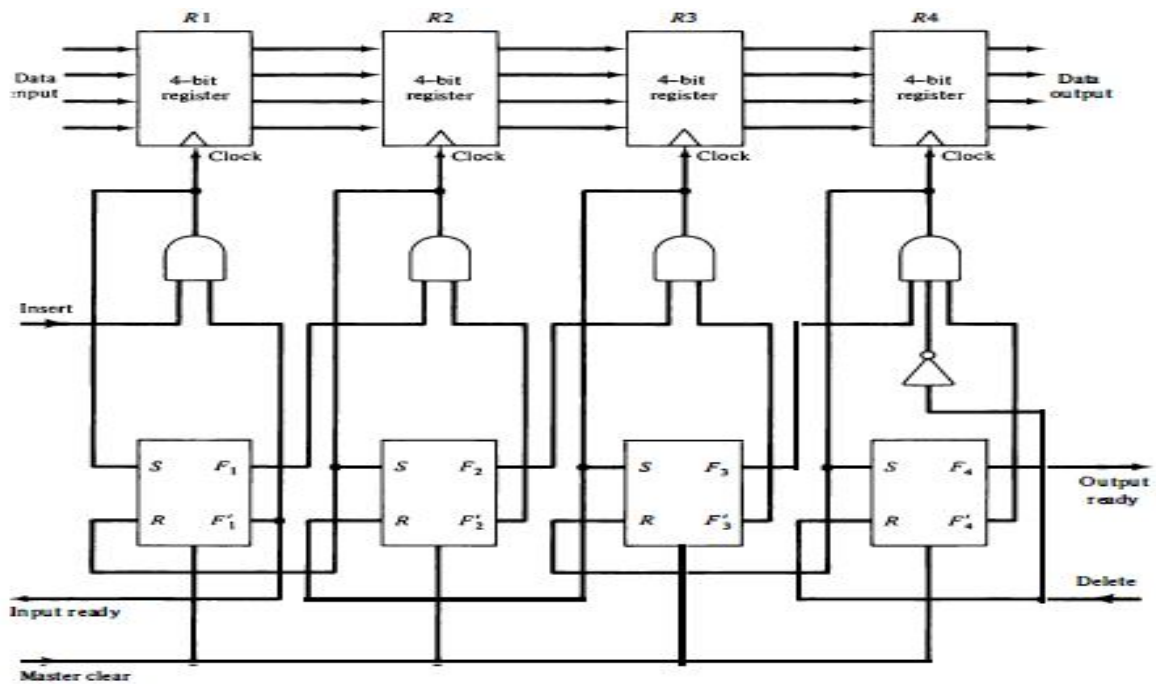 R1
R2
R3
R4
Data
input
4-bit
register
4-bit
register
4-bit
register
4-bit
register
Data
output
Clock
Clock
Clock
Clock
Insert
S
F₁
S
F₂
S
F₃
S
F₄
Output
ready
R
F′₁
R
F′₂
R
F′₃
R
F′₄
Delete
Input ready
Master clear